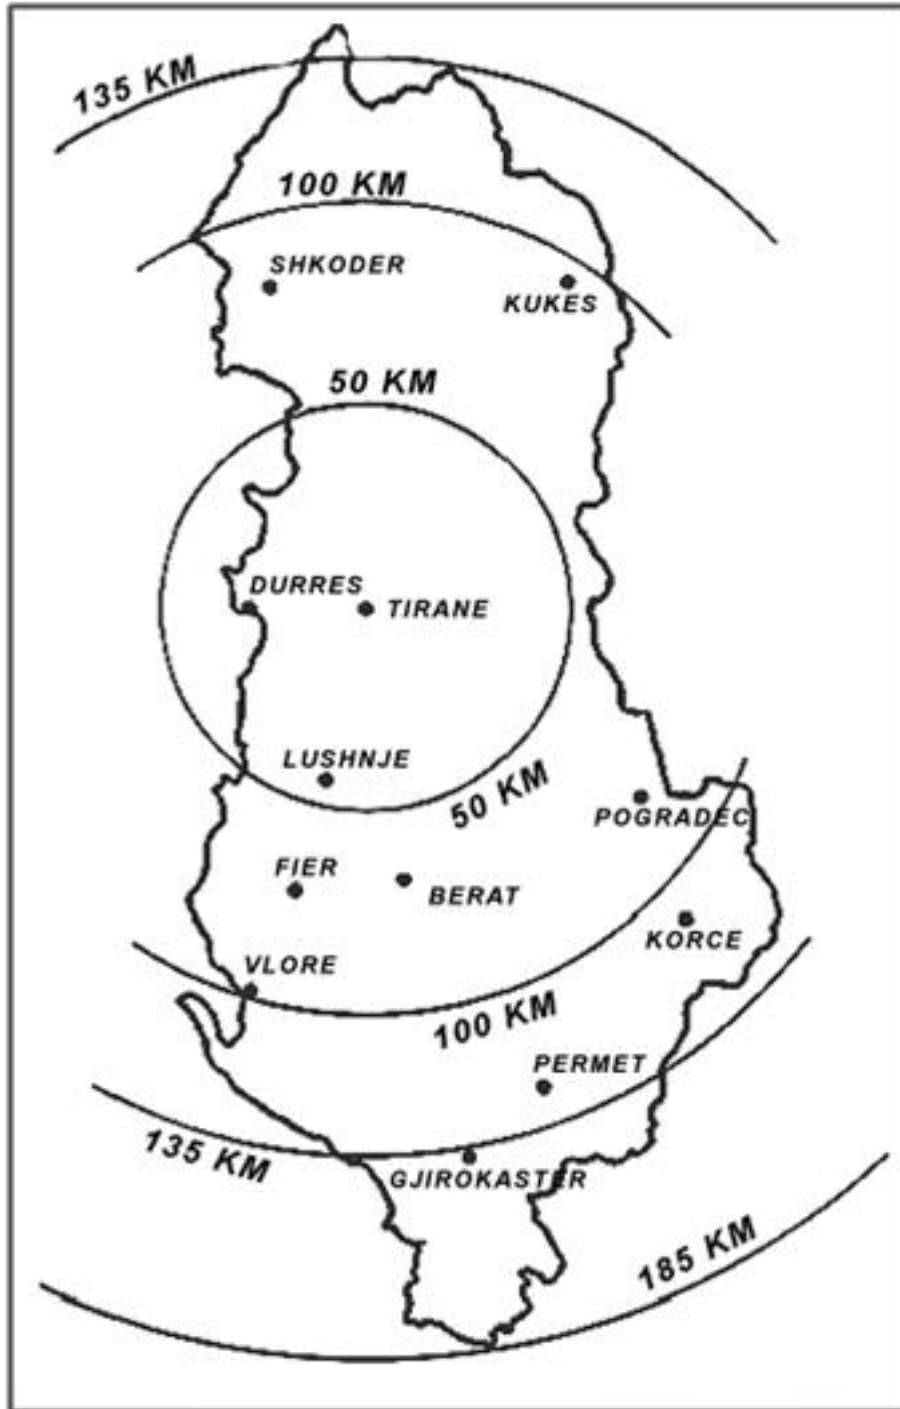 135 KM
100 KM
SHKODER
KUKES
50 KM
DURRES
TIRANE
LUSHNJE
50 KM
POGRADEC
FIER
BERAT
KORCE
VLORE
100 KM
PERMET
135 KM
GJIROKASTER
185 KM